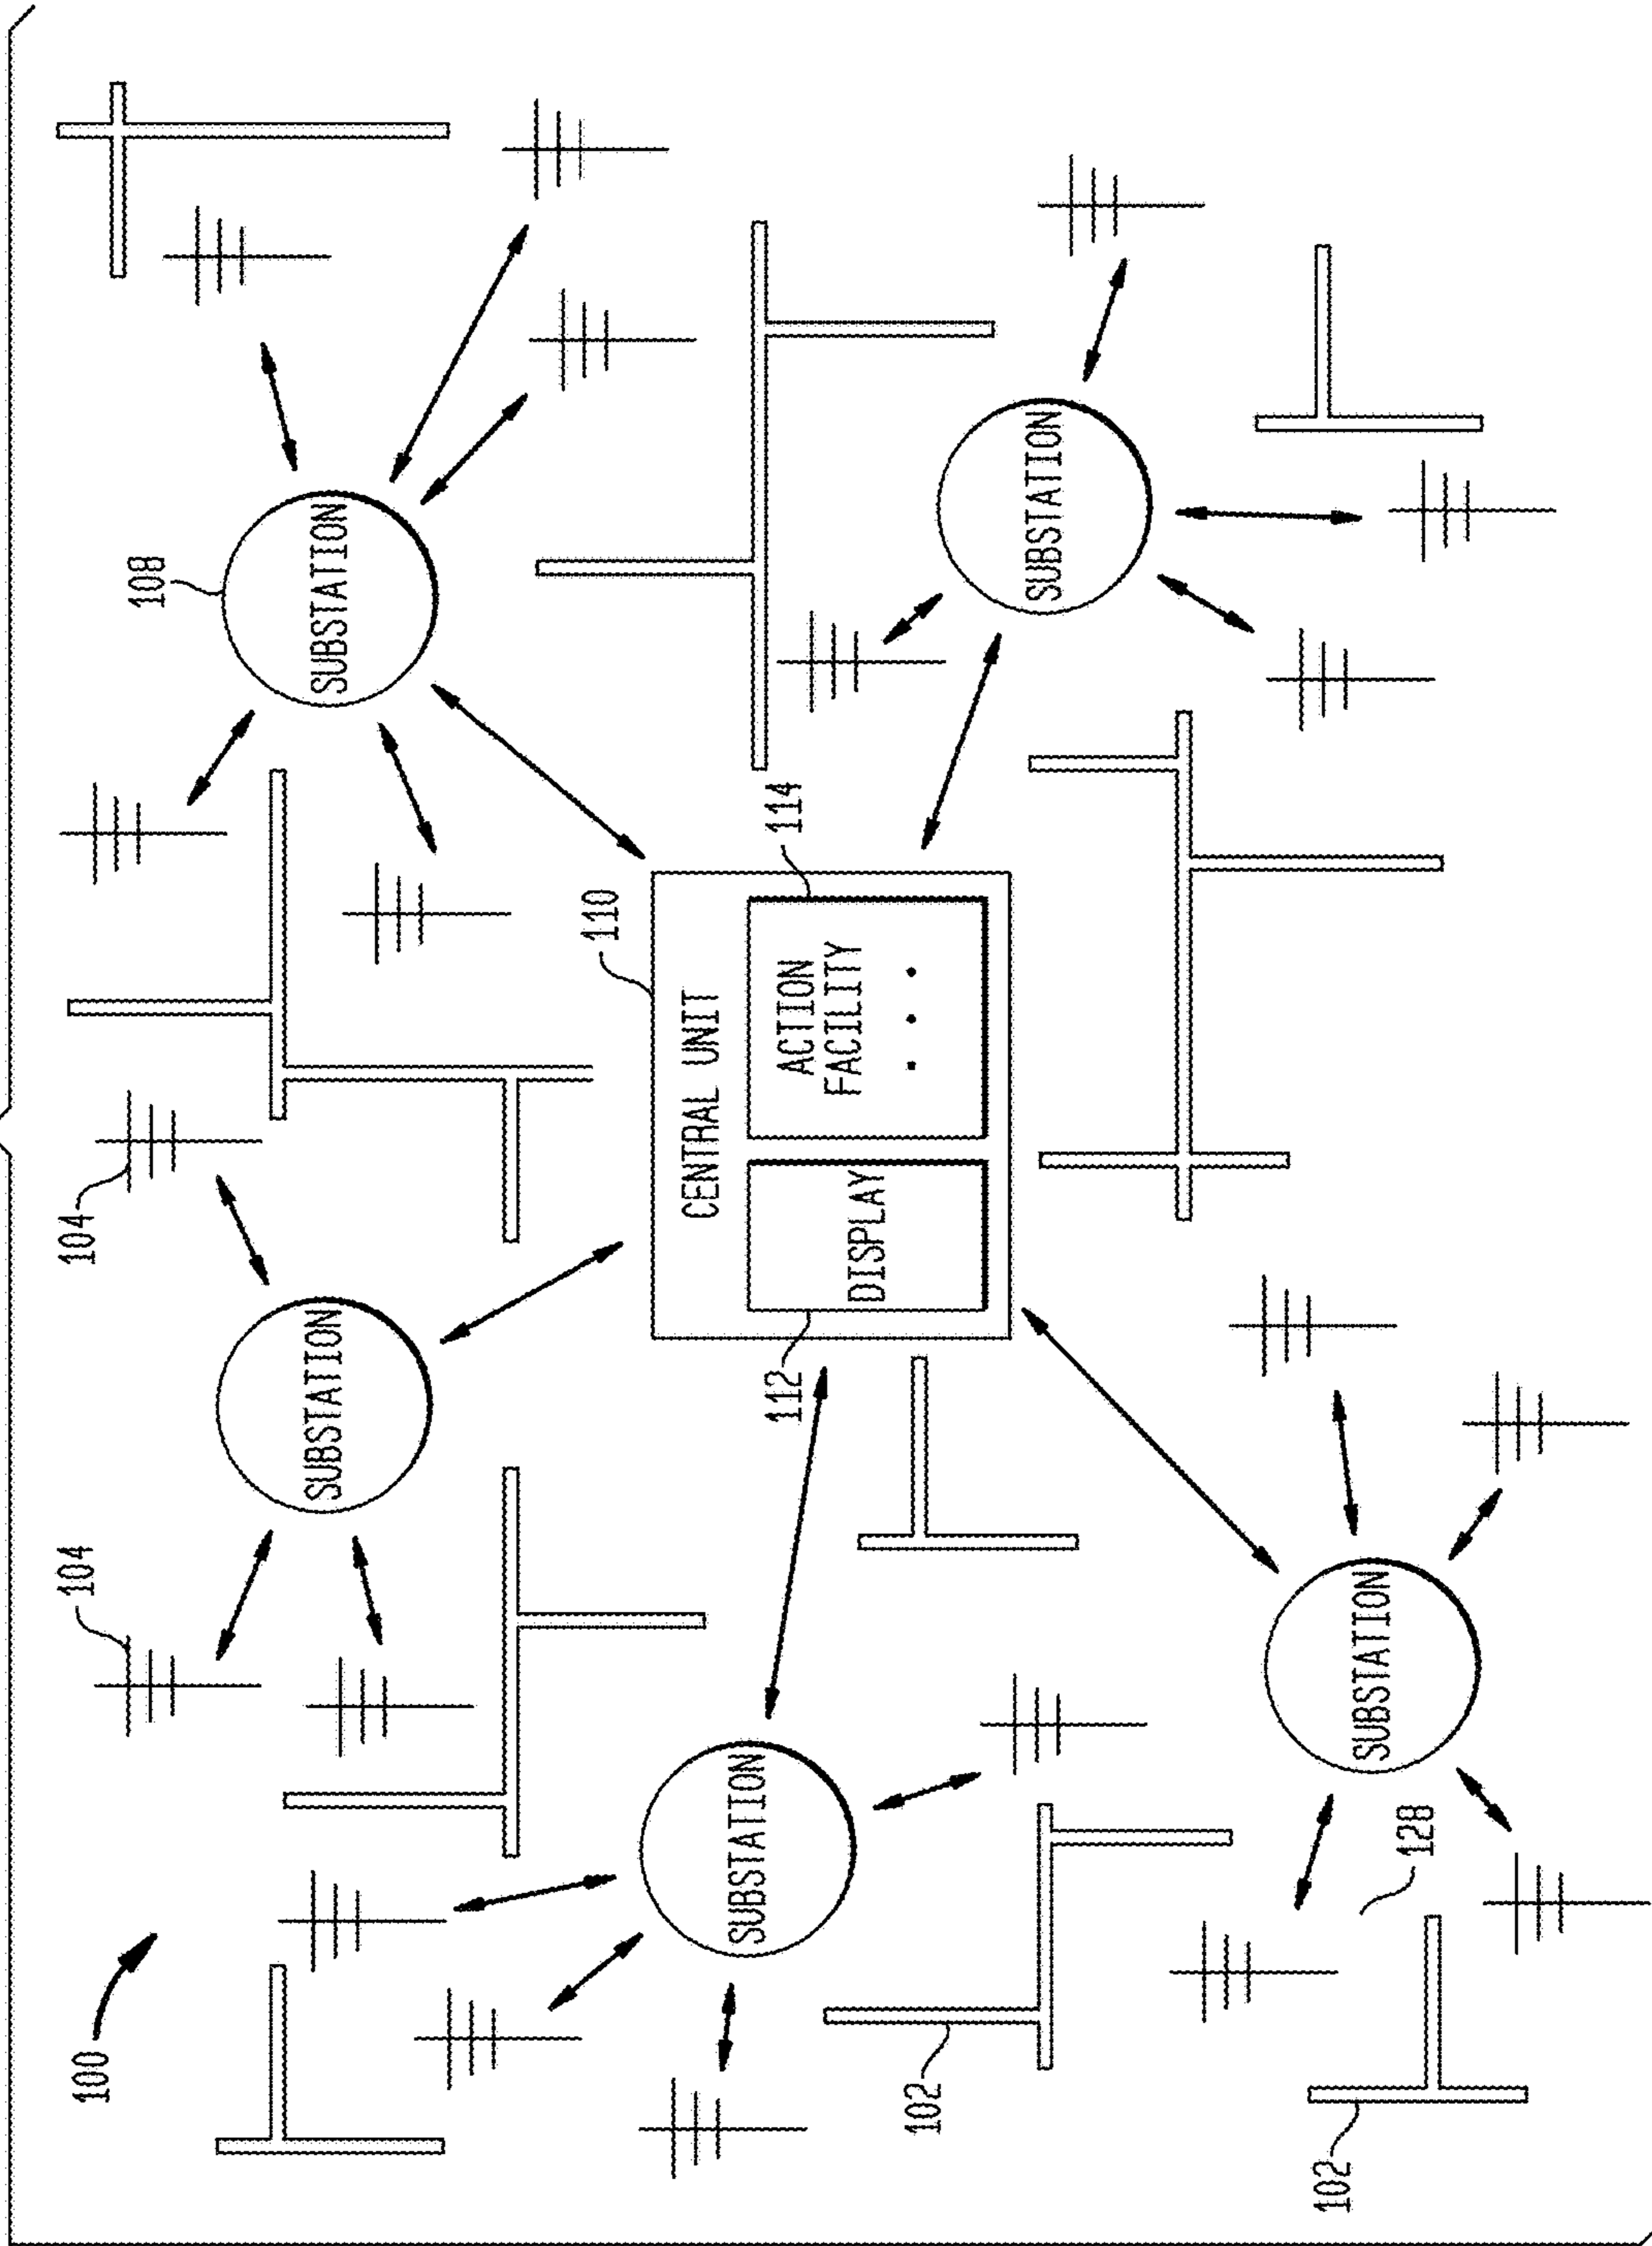 100
104
104
108
SUBSTATION
SUBSTATION
110
CENTRAL UNIT
SUBSTATION
112
114
ACTION
FACILITY
DISPLAY
102
SUBSTATION
102
SUBSTATION
128